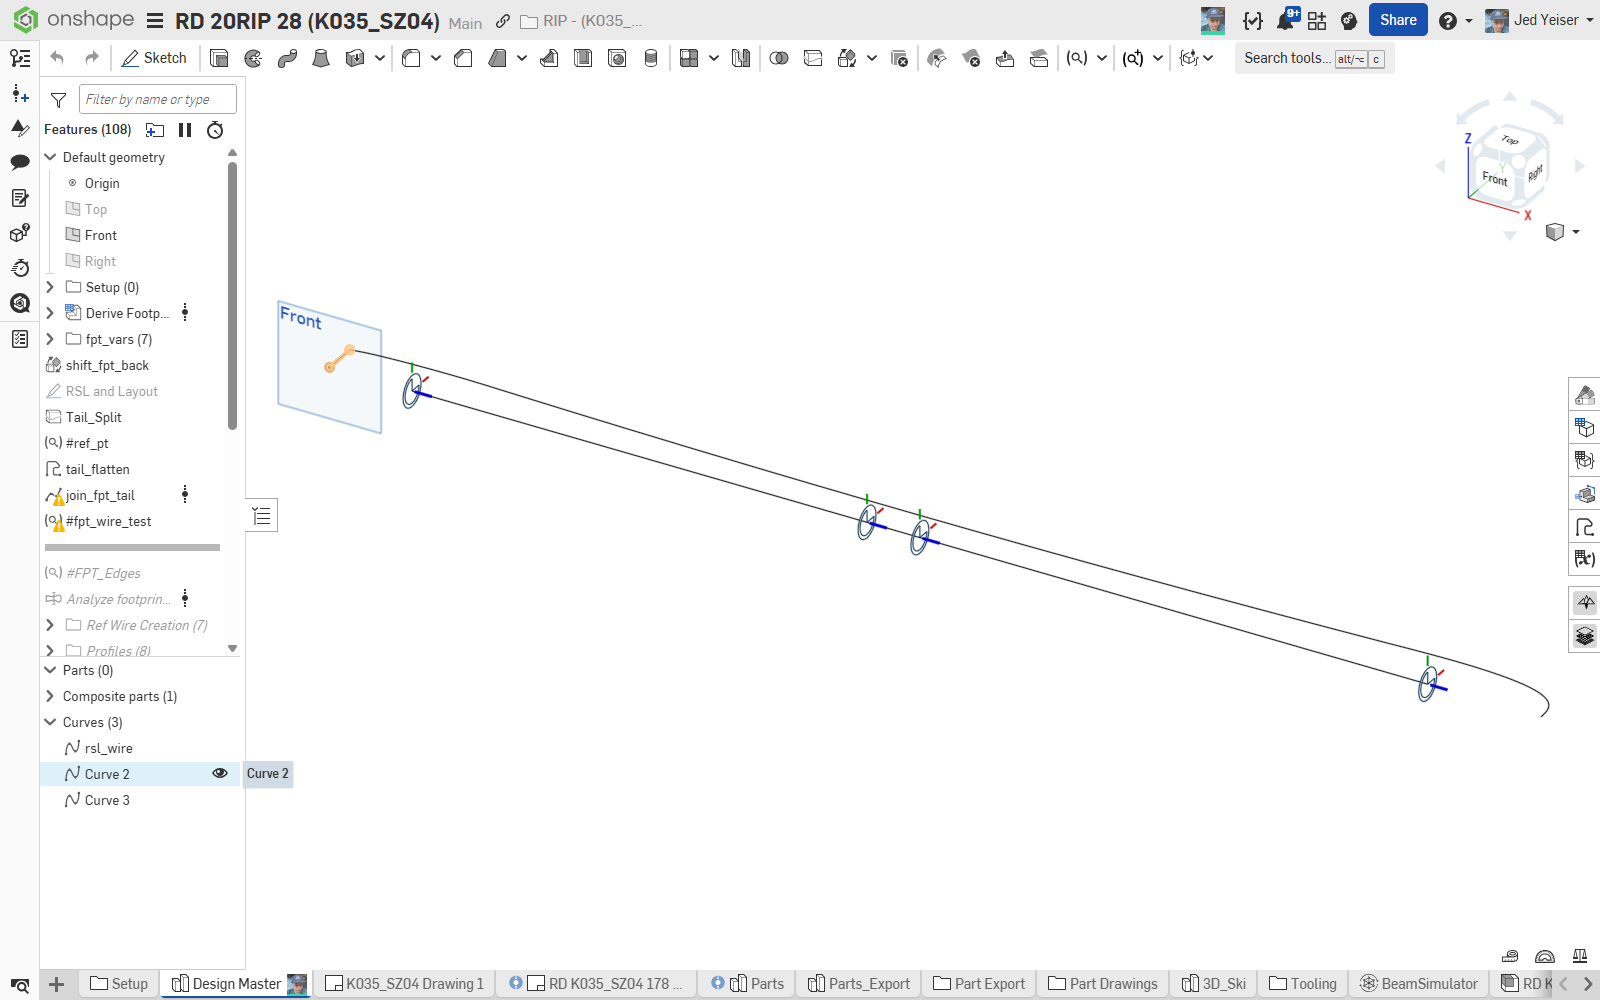 onshape
RD 20RIP 28 (K035_SZ04)
Main
RIP - (K035_...
9+
Share
Jed Yeiser
Sketch
Search tools...
alt/⌥
c
Filter by name or type
Features (108)
Default geometry
Origin
Top
Front
Right
Setup (0)
Derive Footp...
fpt_vars (7)
shift_fpt_back
RSL and Layout
Tail_Split
#ref_pt
tail_flatten
join_fpt_tail
#fpt_wire_test
#FPT_Edges
Analyze footprin...
Ref Wire Creation (7)
Profiles (8)
Parts (0)
Composite parts (1)
Curves (3)
rsl_wire
Curve 2
Curve 2
Curve 3
Front
Z
Top
Y
Front
Right
X
Setup
Design Master
K035_SZ04 Drawing 1
RD K035_SZ04 178 ...
Parts
Parts_Export
Part Export
Part Drawings
3D_Ski
Tooling
BeamSimulator
RD K